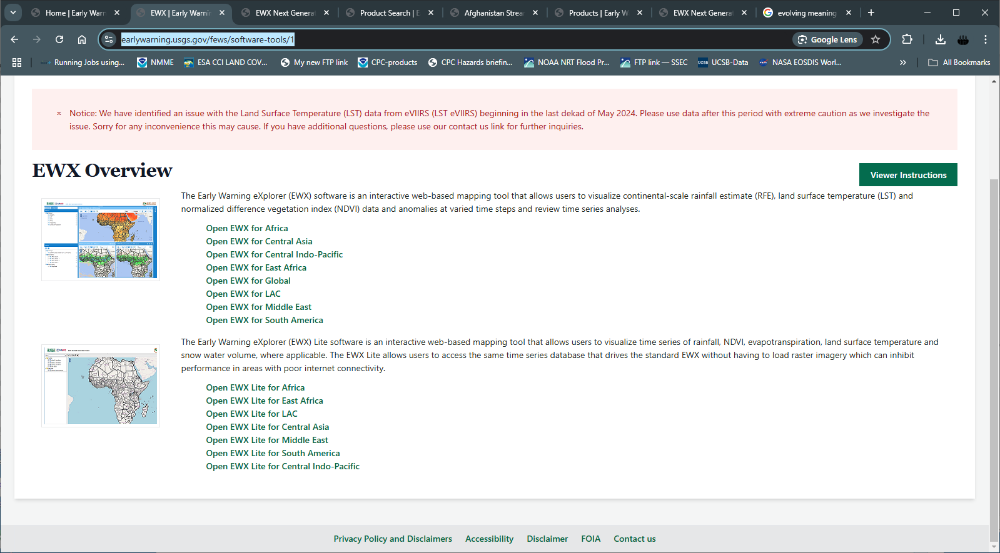 Home | Early Warn
EWX | Early Warnin
EWX Next Generat
Product Search | E
Afghanistan Strea
Products | Early W
EWX Next Generat
evolving meaning
earlywarning.usgs.gov/fews/software-tools/1
Google Lens
Running Jobs using...
NMME
ESA CCI LAND COV...
My new FTP link
CPC-products
CPC Hazards briefin...
NOAA NRT Flood Pr...
FTP link — SSEC
UCSB
UCSB-Data
NASA EOSDIS Worl...
All Bookmarks
Notice: We have identified an issue with the Land Surface Temperature (LST) data from eVIIRS (LST eVIIRS) beginning in the last dekad of May 2024. Please use data after this period with extreme caution as we investigate the
issue. Sorry for any inconvenience this may cause. If you have additional questions, please use our contact us link for further inquiries.
EWX Overview
Viewer Instructions
The Early Warning eXplorer (EWX) software is an interactive web-based mapping tool that allows users to visualize continental-scale rainfall estimate (RFE), land surface temperature (LST) and
normalized difference vegetation index (NDVI) data and anomalies at varied time steps and review time series analyses.
Open EWX for Africa
Open EWX for Central Asia
Open EWX for Central Indo-Pacific
Open EWX for East Africa
Open EWX for Global
Open EWX for LAC
Open EWX for Middle East
Open EWX for South America
The Early Warning eXplorer (EWX) Lite software is an interactive web-based mapping tool that allows users to visualize time series of rainfall, NDVI, evapotranspiration, land surface temperature and
snow water volume, where applicable. The EWX Lite allows users to access the same time series database that drives the standard EWX without having to load raster imagery which can inhibit
performance in areas with poor internet connectivity.
Open EWX Lite for Africa
Open EWX Lite for East Africa
Open EWX Lite for LAC
Open EWX Lite for Central Asia
Open EWX Lite for Middle East
Open EWX Lite for South America
Open EWX Lite for Central Indo-Pacific
Privacy Policy and Disclaimers
Accessibility
Disclaimer
FOIA
Contact us